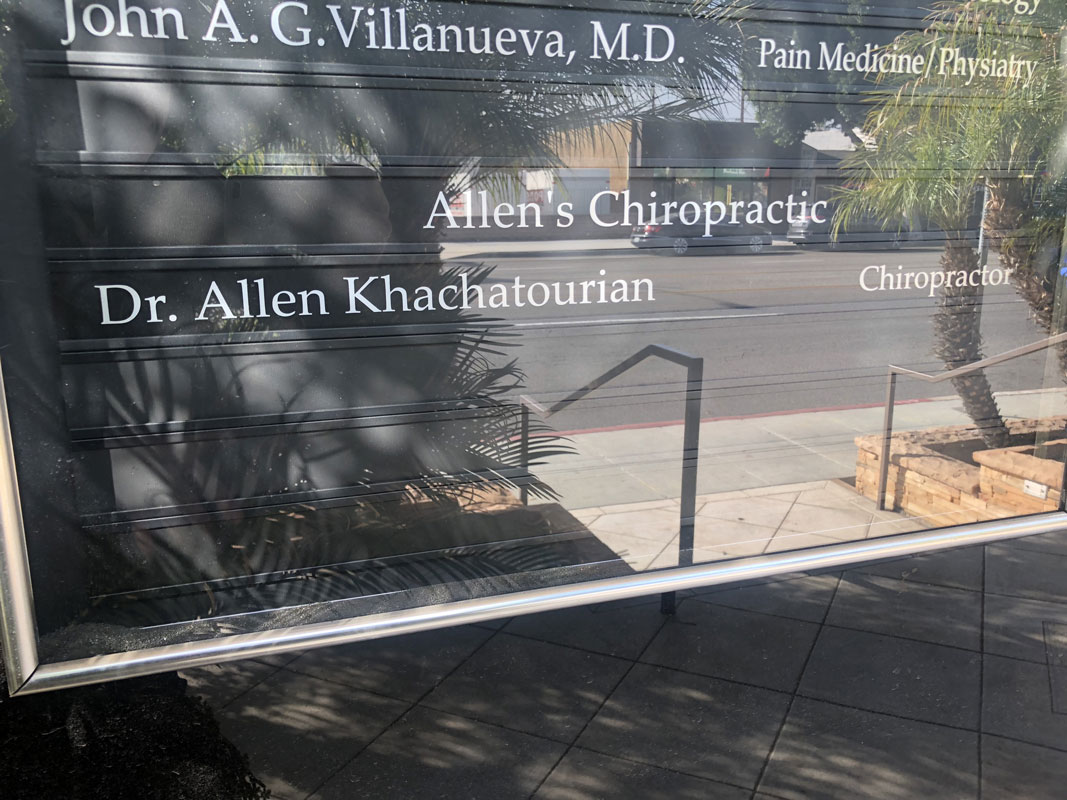 John A. G. Villanueva, M.D. Pain Medicine/Physiatry
Allen's Chiropractic
Dr. Allen Khachatourian Chiropractor